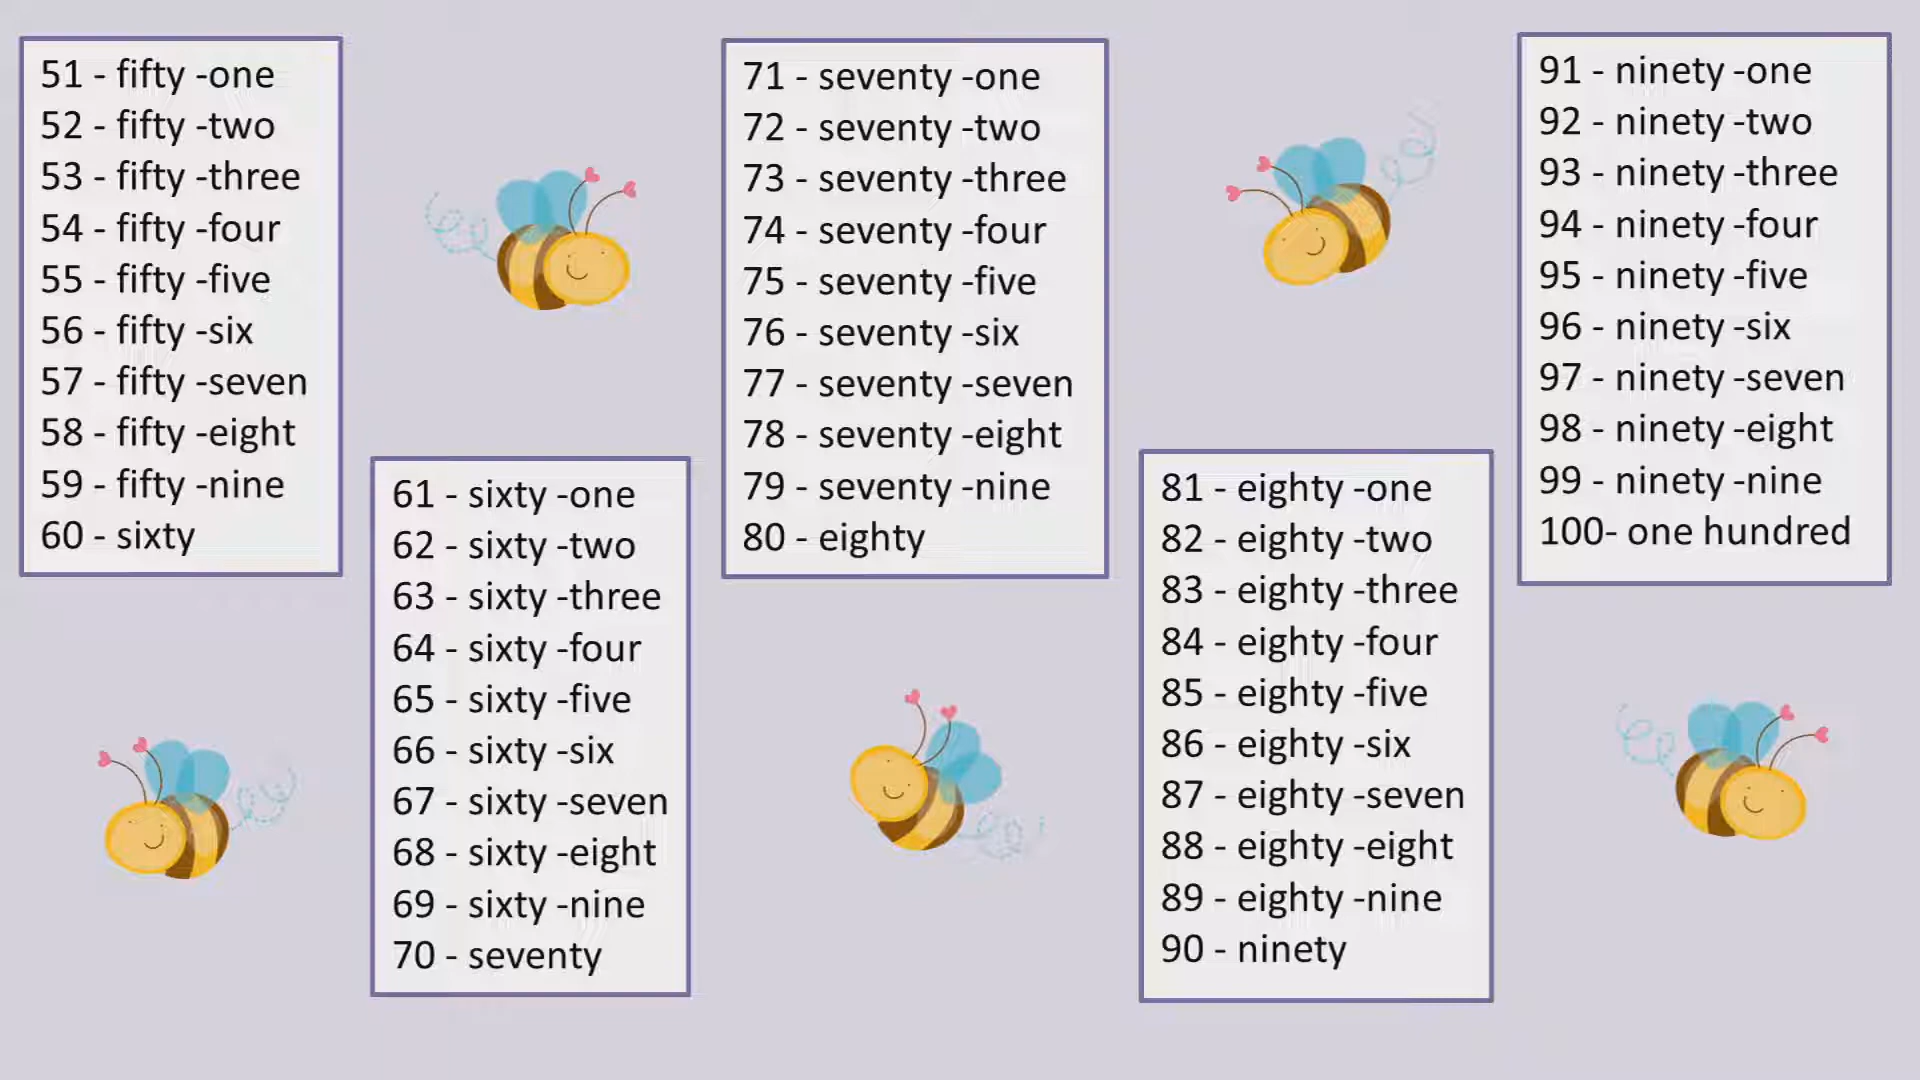 51 - fifty -one
52 - fifty -two
53 - fifty -three
54 - fifty -four
55 - fifty -five
56 - fifty -six
57 - fifty -seven
58 - fifty -eight
59 - fifty -nine
60 - sixty
61 - sixty -one
62 - sixty -two
63 - sixty -three
64 - sixty -four
65 - sixty -five
66 - sixty -six
67 - sixty -seven
68 - sixty -eight
69 - sixty -nine
70 - seventy
71 - seventy -one
72 - seventy -two
73 - seventy -three
74 - seventy -four
75 - seventy -five
76 - seventy -six
77 - seventy -seven
78 - seventy -eight
79 - seventy -nine
80 - eighty
81 - eighty -one
82 - eighty -two
83 - eighty -three
84 - eighty -four
85 - eighty -five
86 - eighty -six
87 - eighty -seven
88 - eighty -eight
89 - eighty -nine
90 - ninety
91 - ninety -one
92 - ninety -two
93 - ninety -three
94 - ninety -four
95 - ninety -five
96 - ninety -six
97 - ninety -seven
98 - ninety -eight
99 - ninety -nine
100- one hundred